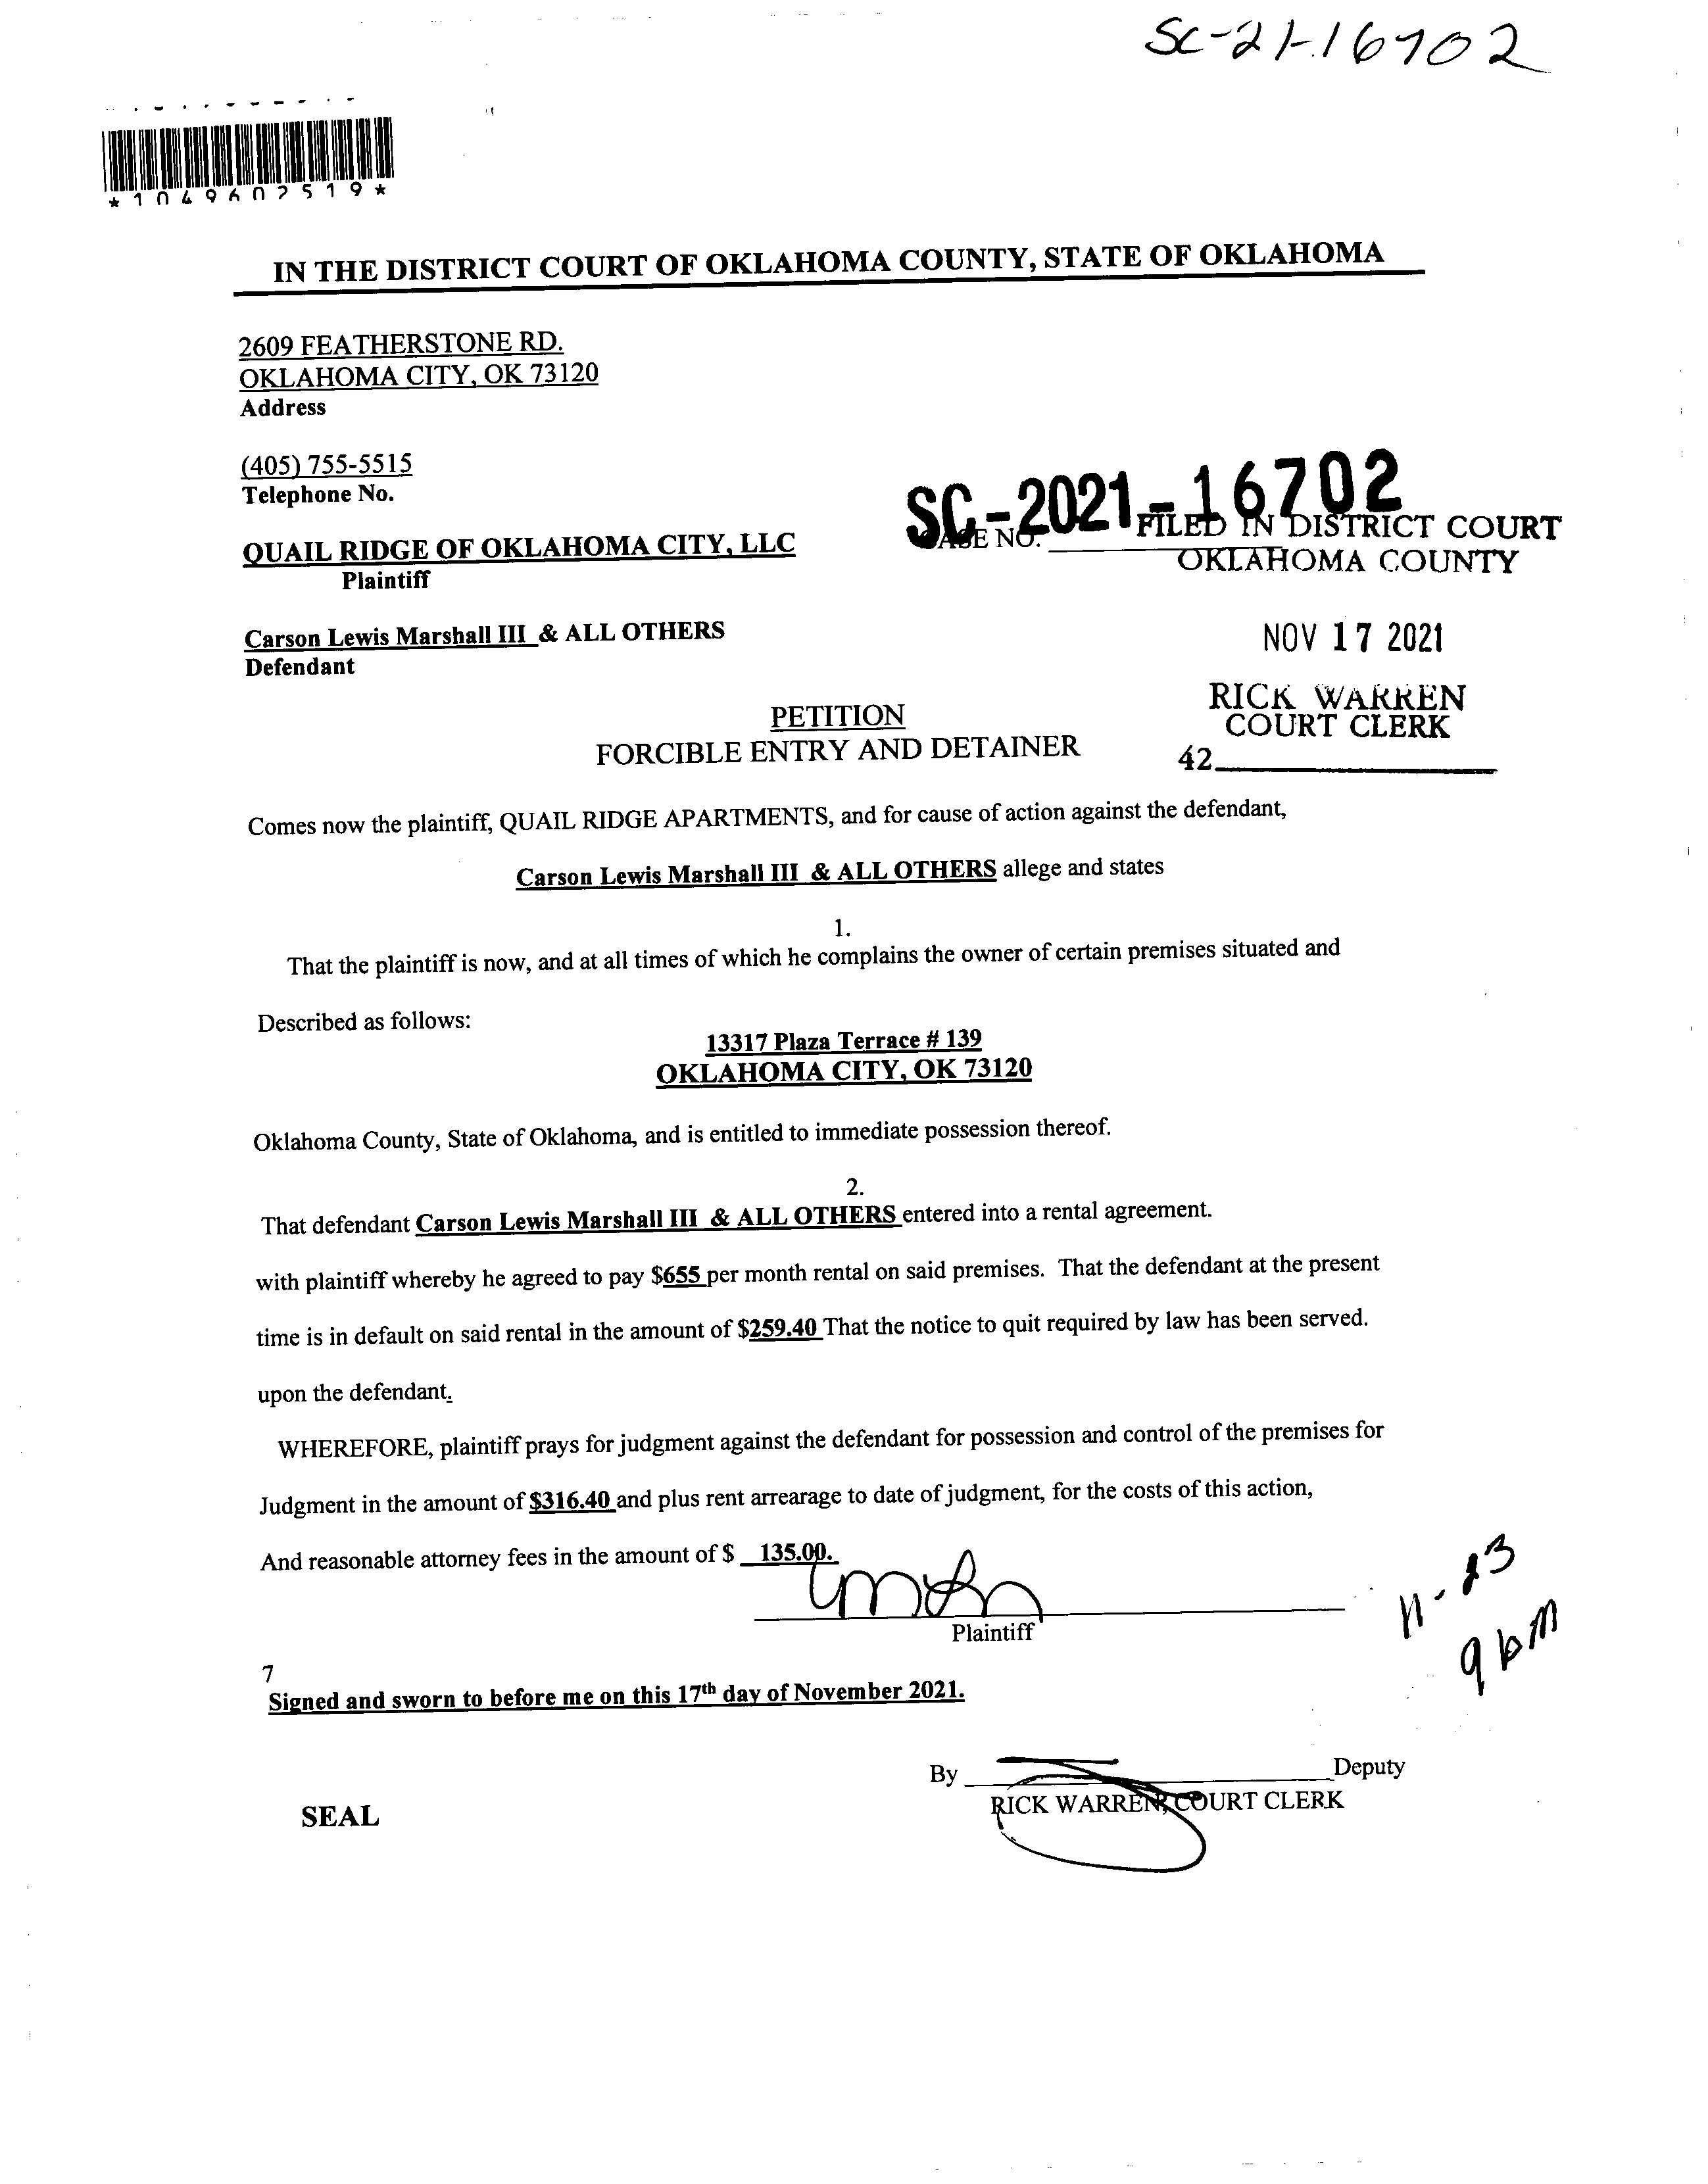 SC-21-16702
*1049602519*
IN THE DISTRICT COURT OF OKLAHOMA COUNTY, STATE OF OKLAHOMA
2609 FEATHERSTONE RD.
OKLAHOMA CITY, OK 73120
Address
(405) 755-5515
Telephone No.
SC-2021-16702
CASE NO.
FILED IN DISTRICT COURT
OKLAHOMA COUNTY
QUAIL RIDGE OF OKLAHOMA CITY, LLC
Plaintiff
Carson Lewis Marshall III & ALL OTHERS
Defendant
NOV 17 2021
RICK WARREN
COURT CLERK
42
PETITION
FORCIBLE ENTRY AND DETAINER
Comes now the plaintiff, QUAIL RIDGE APARTMENTS, and for cause of action against the defendant,
Carson Lewis Marshall III & ALL OTHERS allege and states
1.
That the plaintiff is now, and at all times of which he complains the owner of certain premises situated and
Described as follows:
13317 Plaza Terrace # 139
OKLAHOMA CITY, OK 73120
Oklahoma County, State of Oklahoma, and is entitled to immediate possession thereof.
2.
That defendant Carson Lewis Marshall III & ALL OTHERS entered into a rental agreement.
with plaintiff whereby he agreed to pay $655 per month rental on said premises. That the defendant at the present
time is in default on said rental in the amount of $259.40 That the notice to quit required by law has been served.
upon the defendant.
WHEREFORE, plaintiff prays for judgment against the defendant for possession and control of the premises for
Judgment in the amount of $316.40 and plus rent arrearage to date of judgment, for the costs of this action,
And reasonable attorney fees in the amount of $ 135.00.
Plaintiff
11-23
7
Signed and sworn to before me on this 17th day of November 2021.
By Deputy
RICK WARREN, COURT CLERK
SEAL